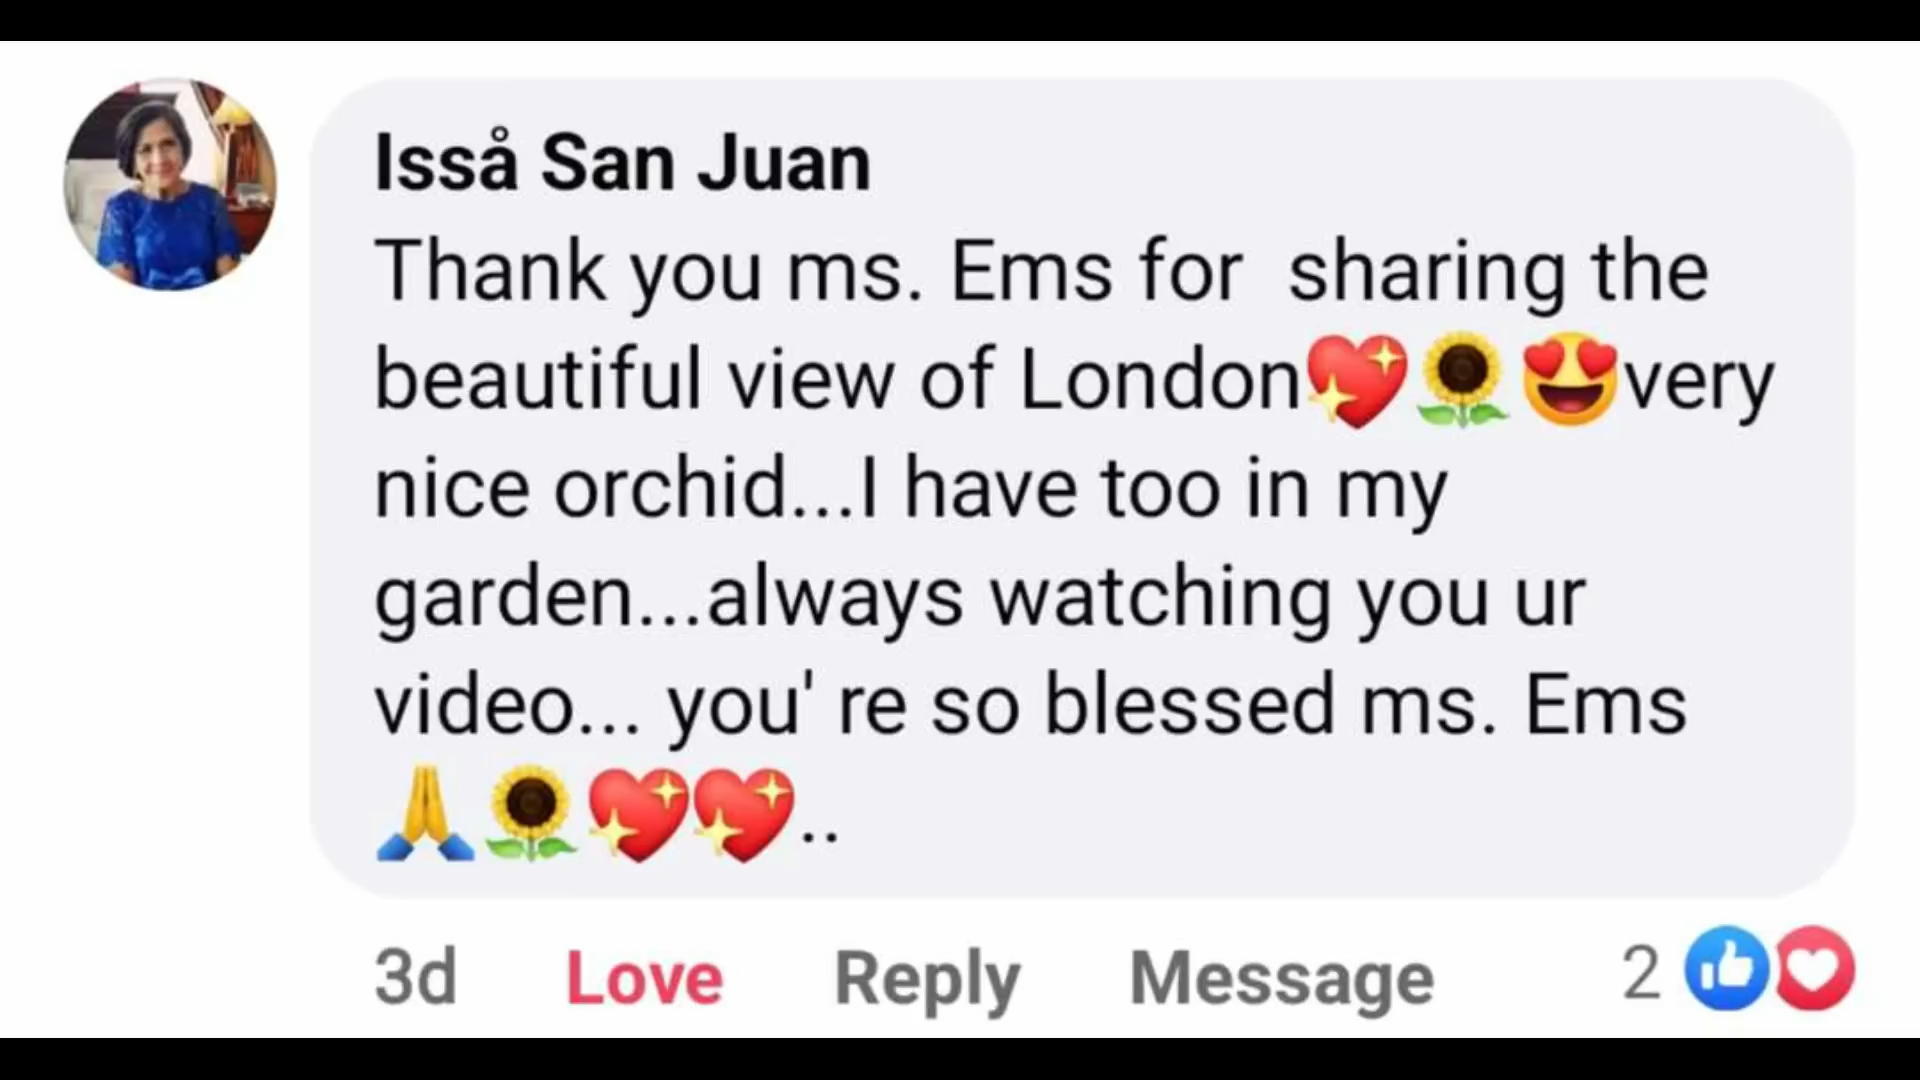 Isså San Juan
Thank you ms. Ems for  sharing the
beautiful view of London💖🌻😍very
nice orchid...I have too in my
garden...always watching you ur
video... you' re so blessed ms. Ems
🙏🌻💖💖..
3d Love Reply Message 2